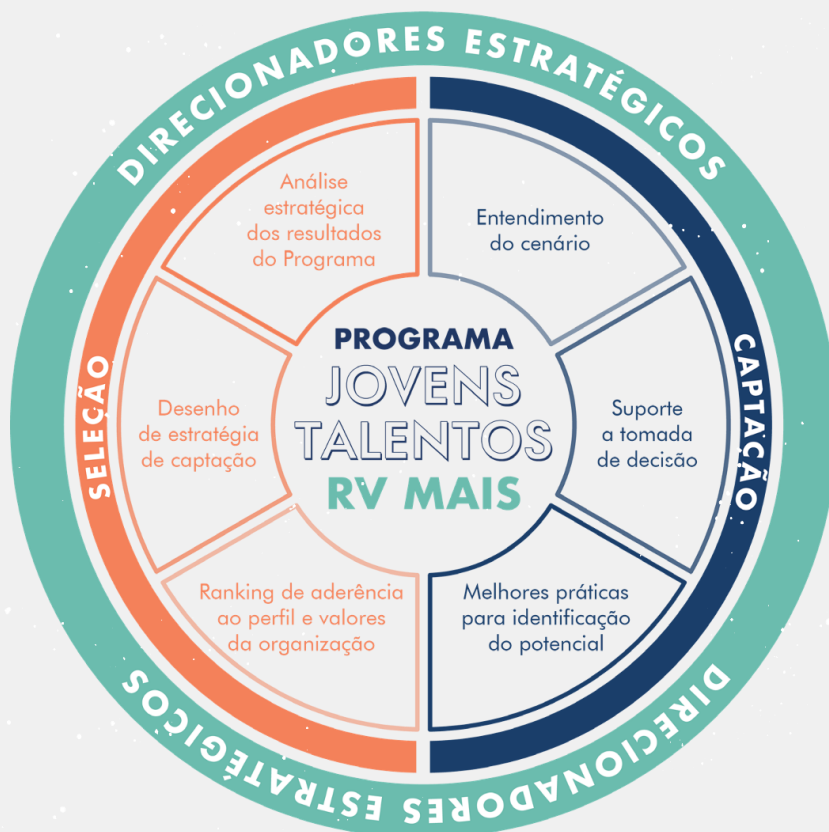 DIRECIONADORES ESTRATÉGICOS
Análise
estratégica
dos resultados
do Programa
Entendimento
do cenário
SELEÇÃO
Desenho
de estratégia
de captação
PROGRAMA
JOVENS
TALENTOS
RV MAIS
Suporte
a tomada
de decisão
CAPTAÇÃO
Ranking de aderência
ao perfil e valores
da organização
Melhores práticas
para identificação
do potencial
DIRECIONADORES ESTRATÉGICOS